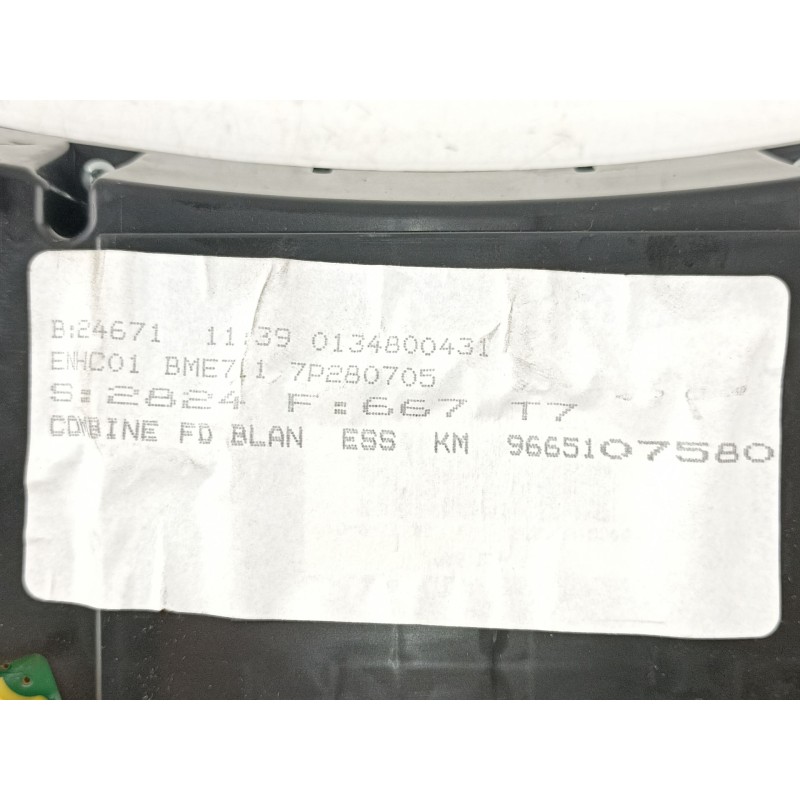 B:24671 11:39 0134800431
ENHC01 BME7.1 7P280705
S:2824 F:667 T7
COMBINE FD BLAN ESS KM 9665107580